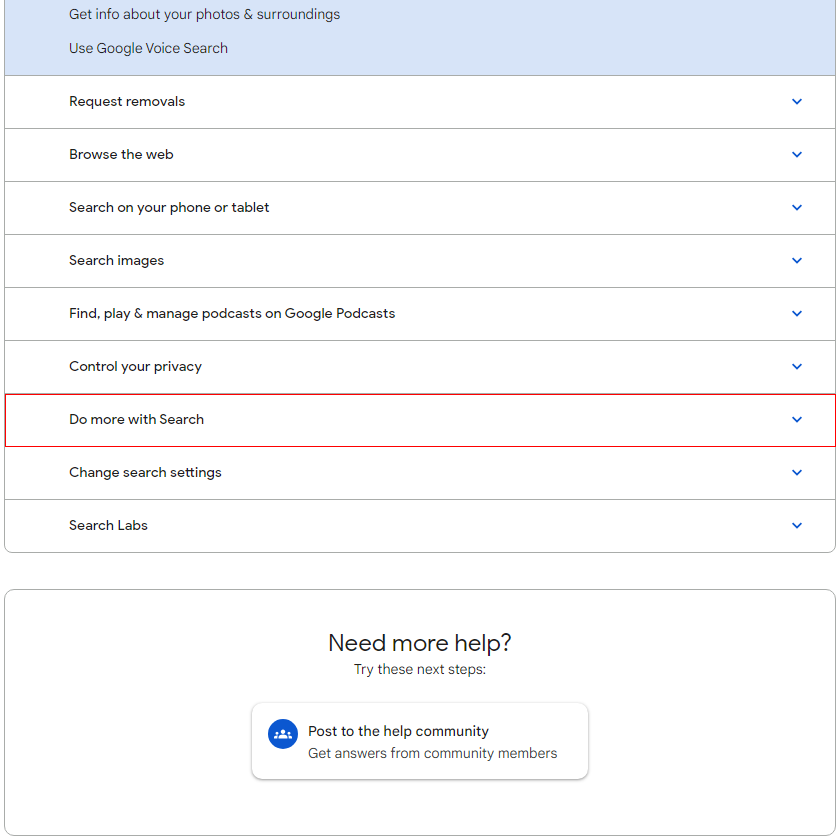 Get info about your photos & surroundings
Use Google Voice Search
Request removals
Browse the web
Search on your phone or tablet
Search images
Find, play & manage podcasts on Google Podcasts
Control your privacy
Do more with Search
Change search settings
Search Labs
Need more help?
Try these next steps:
Post to the help community
Get answers from community members